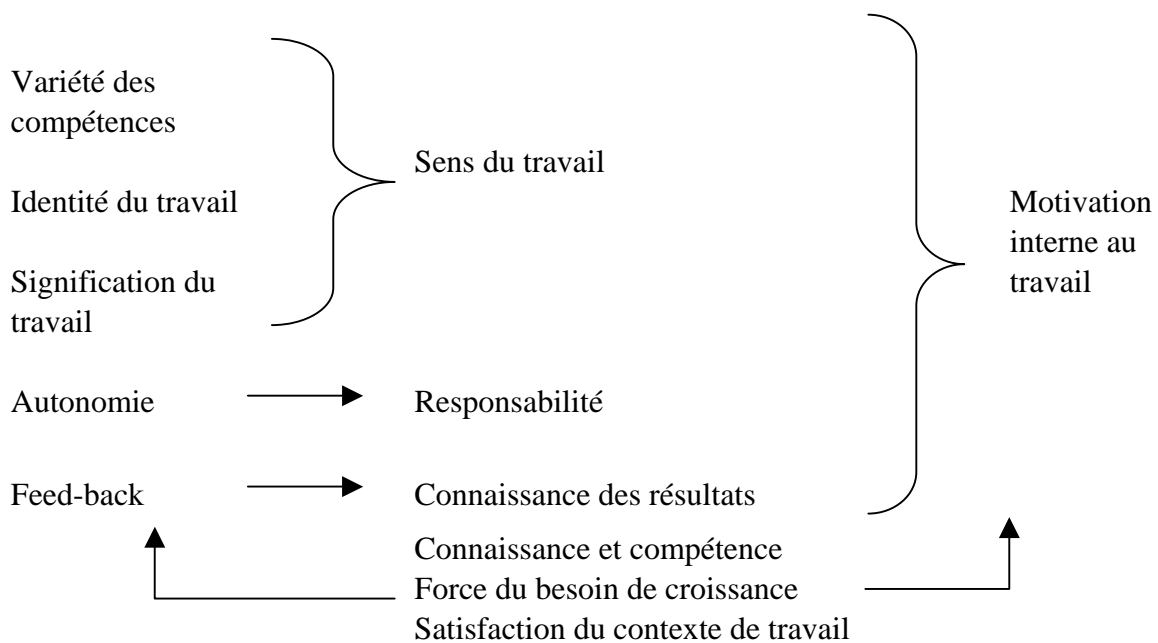 Variété des
compétences
Sens du travail
Identité du travail
Motivation
interne au
travail
Signification du
travail
Autonomie
Responsabilité
Feed-back
Connaissance des résultats
Connaissance et compétence
Force du besoin de croissance
Satisfaction du contexte de travail